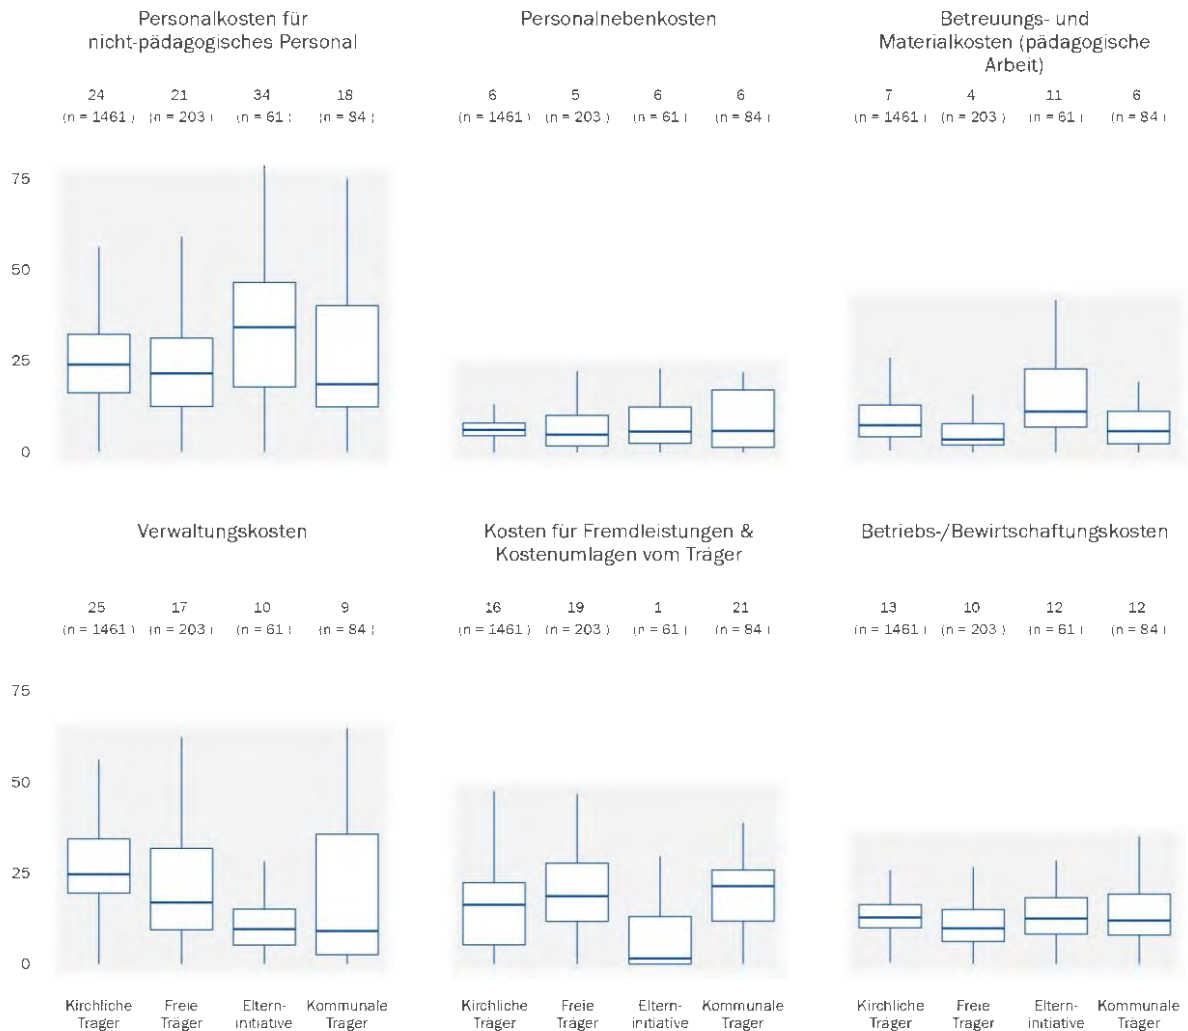 Personalkosten für
nicht-pädagogisches Personal
24 21 34 18
(n = 1461) (n = 203) (n = 61) (n = 84)
Personalnebenkosten
6 5 6 6
(n = 1461) (n = 203) (n = 61) (n = 84)
Betreuungs- und
Materialkosten (pädagogische
Arbeit)
7 4 11 6
(n = 1461) (n = 203) (n = 61) (n = 84)
75
50
25
0
Verwaltungskosten
25 17 10 9
(n = 1461) (n = 203) (n = 61) (n = 84)
Kosten für Fremdleistungen &
Kostenumlagen vom Träger
16 19 1 21
(n = 1461) (n = 203) (n = 61) (n = 84)
Betriebs-/Bewirtschaftungskosten
13 10 12 12
(n = 1461) (n = 203) (n = 61) (n = 84)
75
50
25
0
Kirchliche Freie Eltern- Kommunale
Träger Träger initiative Träger
Kirchliche Freie Eltern- Kommunale
Träger Träger initiative Träger
Kirchliche Freie Eltern- Kommunale
Träger Träger initiative Träger